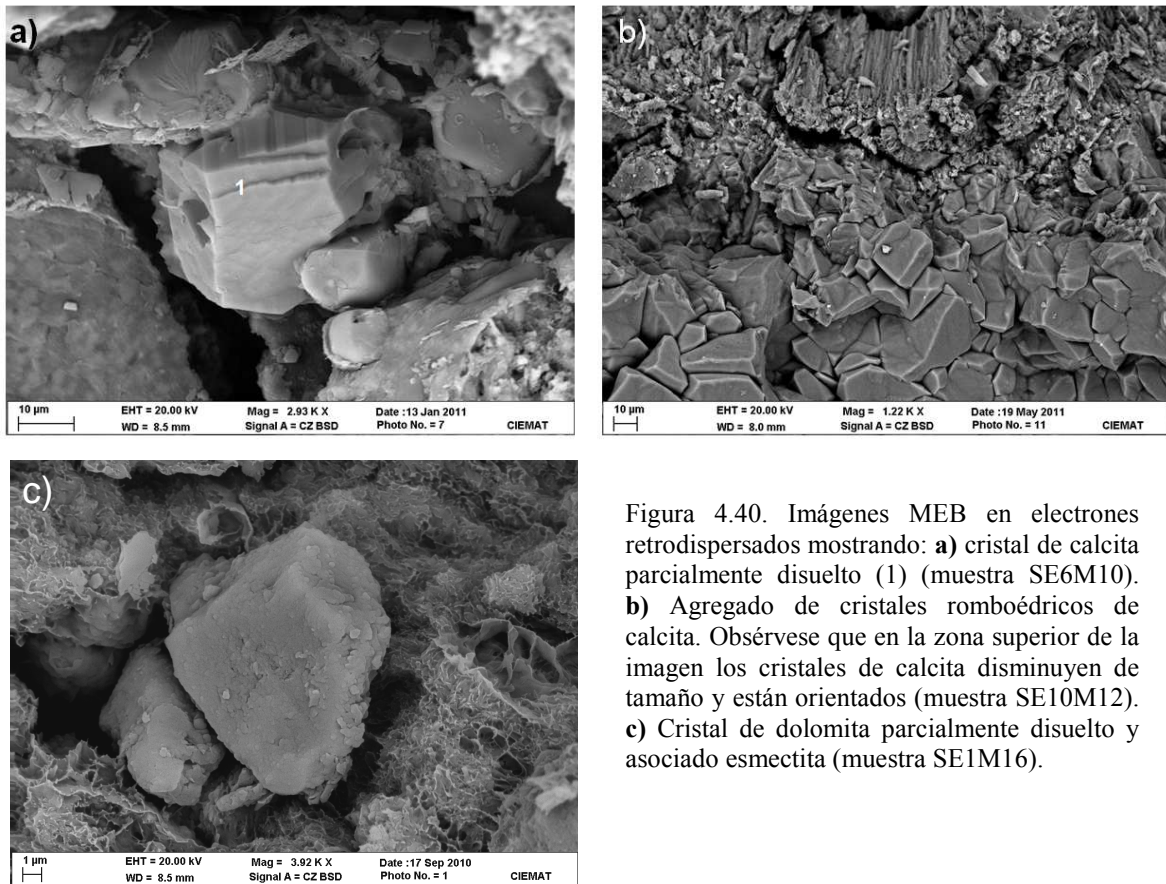 a)
1
10 µm
EHT = 20.00 kV
Mag = 2.93 K X
Date :13 Jan 2011
WD = 8.5 mm
Signal A = CZ BSD
Photo No. = 7
CIEMAT
b)
10 µm
EHT = 20.00 kV
Mag = 1.22 K X
Date :19 May 2011
WD = 8.0 mm
Signal A = CZ BSD
Photo No. = 11
CIEMAT
c)
1 µm
EHT = 20.00 kV
Mag = 3.92 K X
Date :17 Sep 2010
WD = 8.5 mm
Signal A = CZ BSD
Photo No. = 1
CIEMAT
Figura 4.40. Imágenes MEB en electrones
retrodispersados mostrando: a) cristal de calcita
parcialmente disuelto (1) (muestra SE6M10).
b) Agregado de cristales romboédricos de
calcita. Obsérvese que en la zona superior de la
imagen los cristales de calcita disminuyen de
tamaño y están orientados (muestra SE10M12).
c) Cristal de dolomita parcialmente disuelto y
asociado esmectita (muestra SE1M16).